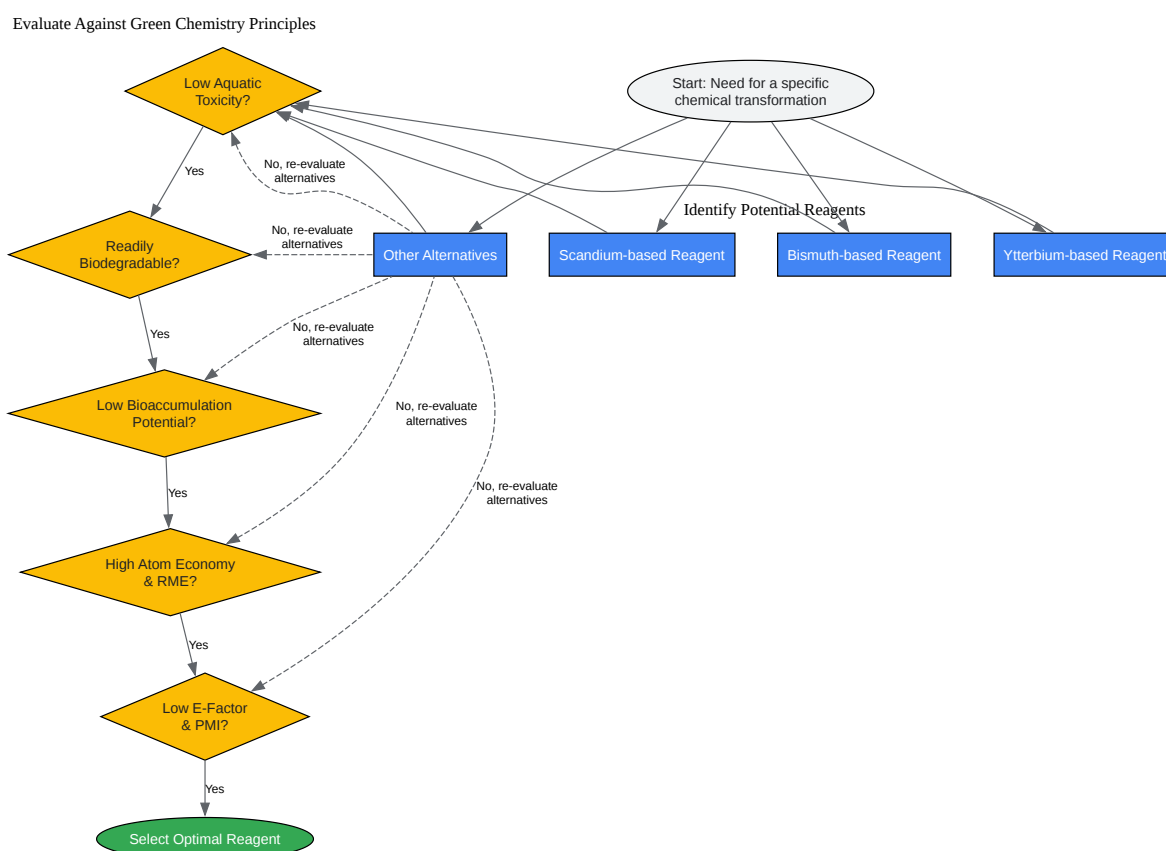 Evaluate Against Green Chemistry Principles
Low Aquatic
Toxicity?
Start: Need for a specific
chemical transformation
Yes
No, re-evaluate
alternatives
Identify Potential Reagents
Readily
Biodegradable?
No, re-evaluate
alternatives
Other Alternatives
Scandium-based Reagent
Bismuth-based Reagent
Ytterbium-based Reagent
Yes
No, re-evaluate
alternatives
Low Bioaccumulation
Potential?
No, re-evaluate
alternatives
Yes
No, re-evaluate
alternatives
High Atom Economy
& RME?
Yes
Low E-Factor
& PMI?
Yes
Select Optimal Reagent